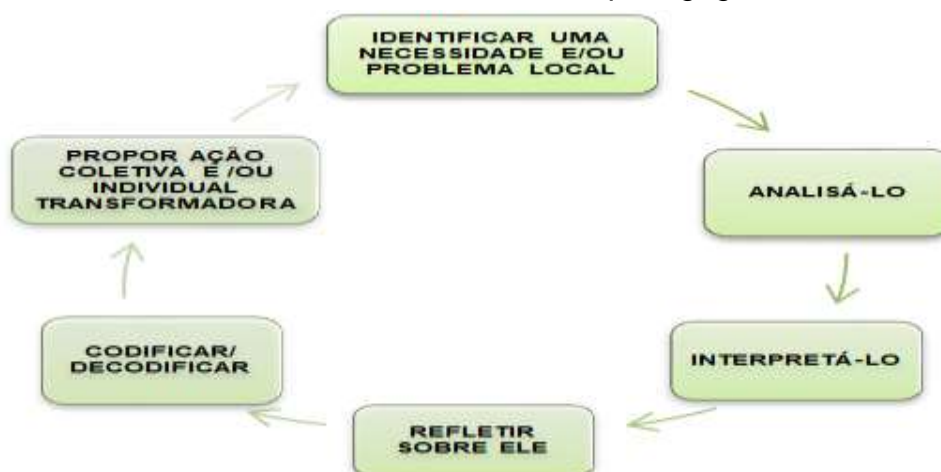 IDENTIFICAR UMA
NECESSIDADE E/OU
PROBLEMA LOCAL
ANALISÁ-LO
INTERPRETÁ-LO
REFLETIR
SOBRE ELE
CODIFICAR/
DECODIFICAR
PROPOR AÇÃO
COLETIVA E /OU
INDIVIDUAL
TRANSFORMADORA